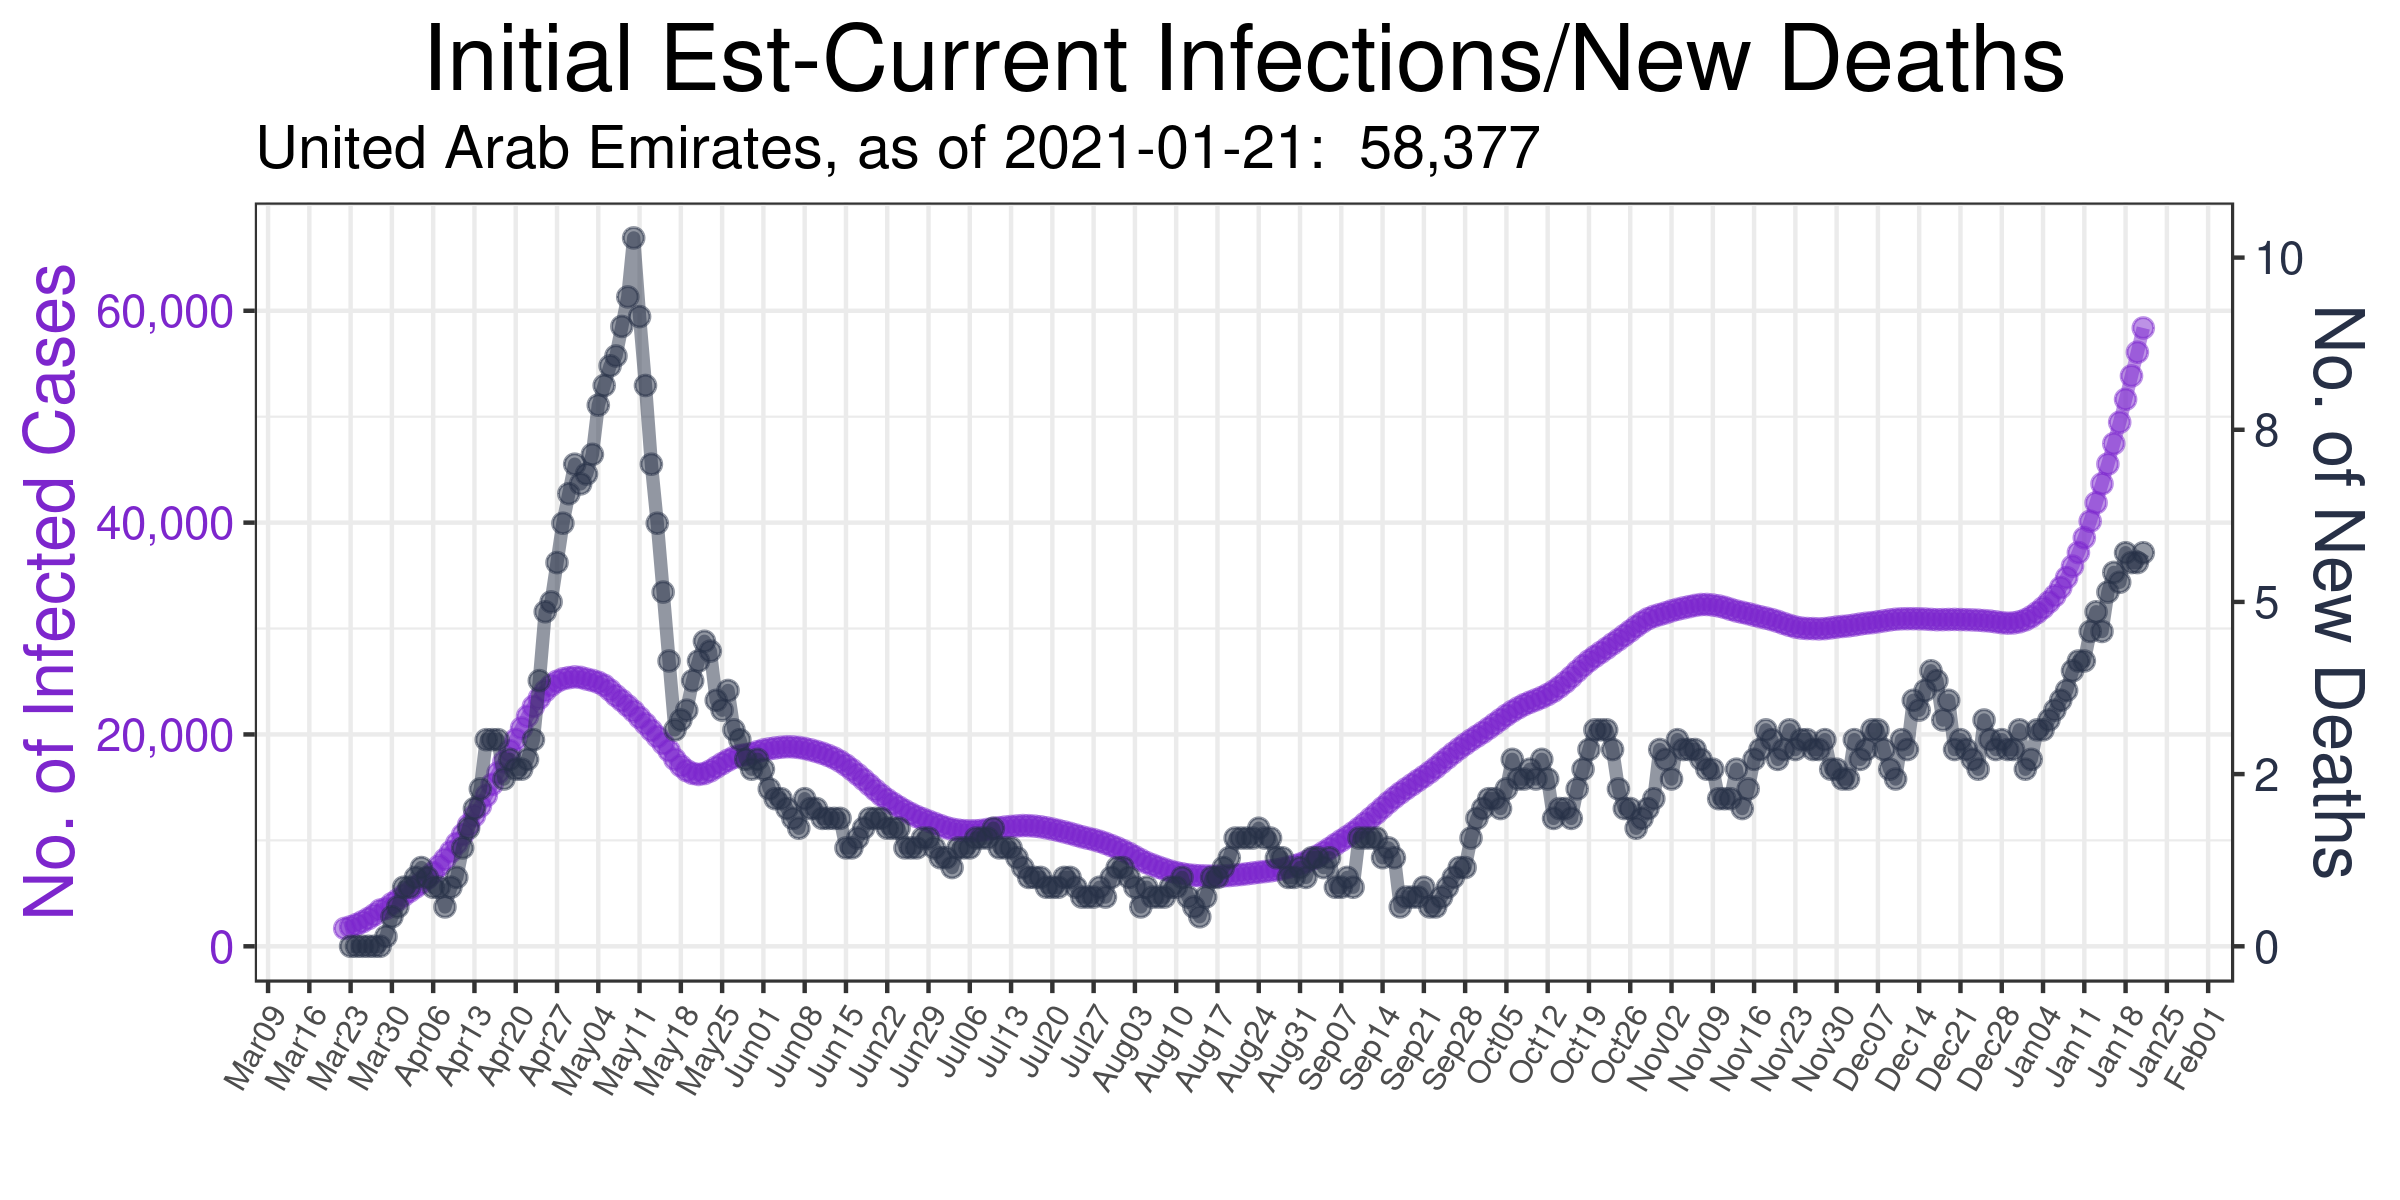 Initial Est-Current Infections/New Deaths
United Arab Emirates, as of 2021-01-21:  58,377
No. of Infected Cases
60,000
40,000
20,000
0
10
8
5
2
0
No. of New Deaths
Mar09
Mar16
Mar23
Mar30
Apr06
Apr13
Apr20
Apr27
May04
May11
May18
May25
Jun01
Jun08
Jun15
Jun22
Jun29
Jul06
Jul13
Jul20
Jul27
Aug03
Aug10
Aug17
Aug24
Aug31
Sep07
Sep14
Sep21
Sep28
Oct05
Oct12
Oct19
Oct26
Nov02
Nov09
Nov16
Nov23
Nov30
Dec07
Dec14
Dec21
Dec28
Jan04
Jan11
Jan18
Jan25
Feb01